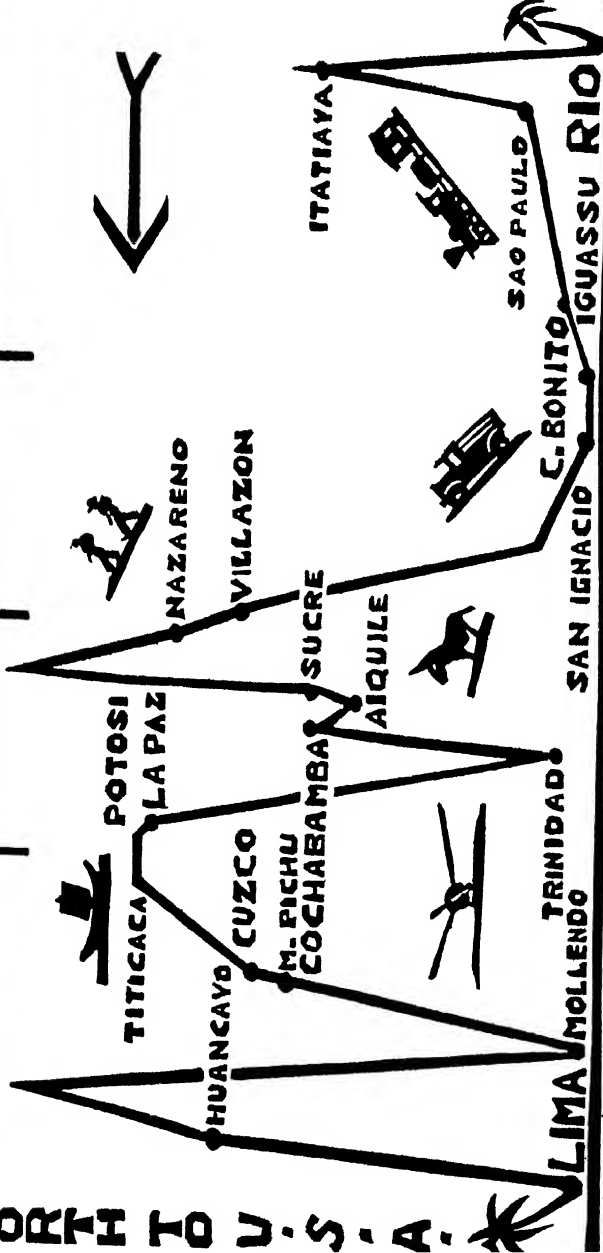 ORTH TO U.S.A.
LIMA
HUANCAYO
MOLLENDO
M. PICHU
CUZCO
TITICACA
LA PAZ
POTOSI
TRINIDAD
COCHABAMBA
AIQUILE
SUCRE
NAZARENO
VILLAZON
SAN IGNACIO
C. BONITO
IGUASSU
SAO PAULO
ITATIAYA
RIO